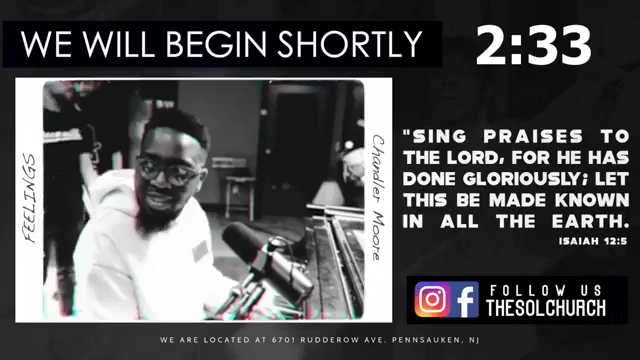 WE WILL BEGIN SHORTLY
2:33
FEELINGS
Chandler Moore
"SING PRAISES TO
THE LORD, FOR HE HAS
DONE GLORIOUSLY; LET
THIS BE MADE KNOWN
IN ALL THE EARTH.
ISAIAH 12:5
FOLLOW US
THESOLCHURCH
WE ARE LOCATED AT 6701 RUDDEROW AVE. PENNSAUKEN, NJ